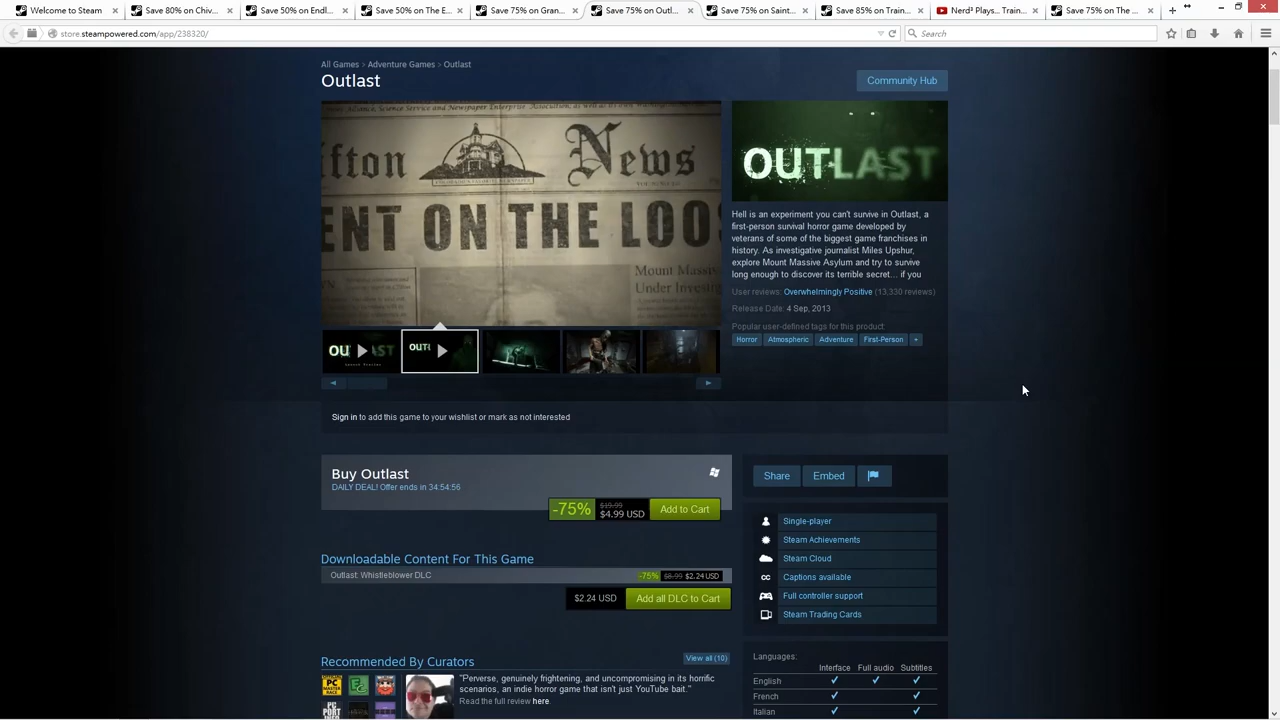 Welcome to Steam
Save 80% on Chiv...
Save 50% on Endl...
Save 50% on The E...
Save 75% on Gran...
Save 75% on Outl...
Save 75% on Saint...
Save 85% on Train...
Nerd³ Plays... Train...
Save 75% on The ...
store.steampowered.com/app/238320/
Search
All Games > Adventure Games > Outlast
Outlast
Community Hub
ifton News
ENT ON THE LOOS
Mount Massiv
Under Investig
OUTLAST
Hell is an experiment you can't survive in Outlast, a
first-person survival horror game developed by
veterans of some of the biggest game franchises in
history. As investigative journalist Miles Upshur,
explore Mount Massive Asylum and try to survive
long enough to discover its terrible secret... if you
User reviews: Overwhelmingly Positive (13,330 reviews)
Release Date: 4 Sep, 2013
Popular user-defined tags for this product:
Horror Atmospheric Adventure First-Person +
Sign in to add this game to your wishlist or mark as not interested
Buy Outlast
DAILY DEAL! Offer ends in 34:54:56
-75% $19.99 $4.99 USD Add to Cart
Share Embed
Single-player
Steam Achievements
Steam Cloud
CC Captions available
Full controller support
Steam Trading Cards
Downloadable Content For This Game
Outlast: Whistleblower DLC -75% $8.99 $2.24 USD
$2.24 USD Add all DLC to Cart
Recommended By Curators
View all (10)
"Perverse, genuinely frightening, and uncompromising in its horrific
scenarios, an indie horror game that isn't just YouTube bait."
Read the full review here.
Languages:
Interface Full audio Subtitles
English
French
Italian